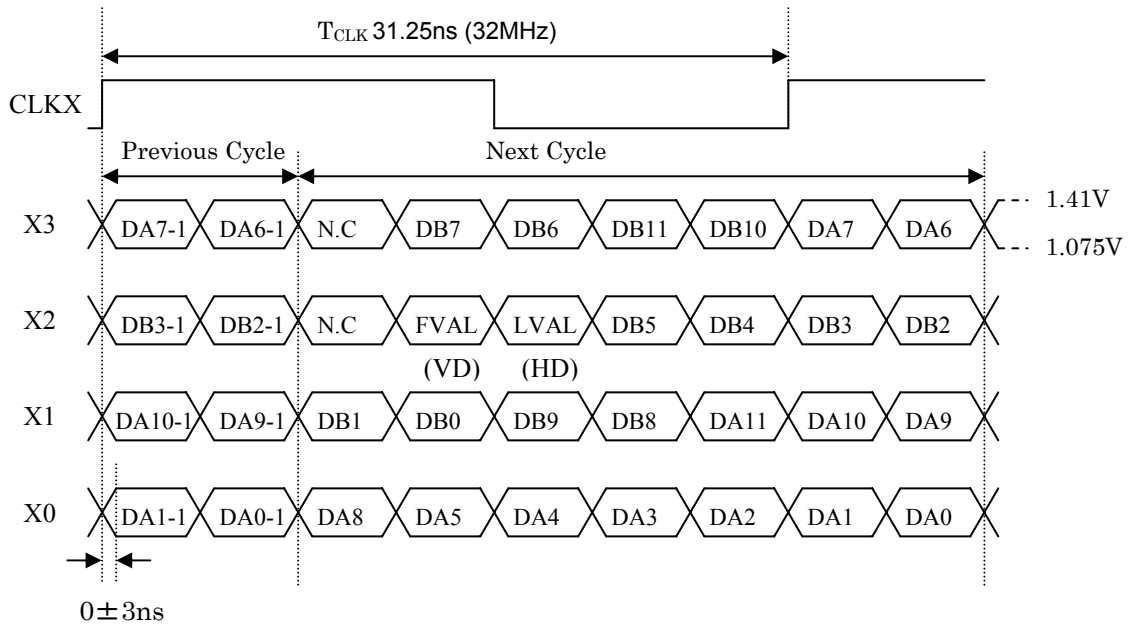 TCLK 31.25ns (32MHz)
CLKX
Previous Cycle Next Cycle
X3 DA7-1 DA6-1 N.C DB7 DB6 DB11 DB10 DA7 DA6 1.41V
1.075V
X2 DB3-1 DB2-1 N.C FVAL LVAL DB5 DB4 DB3 DB2
(VD) (HD)
X1 DA10-1 DA9-1 DB1 DB0 DB9 DB8 DA11 DA10 DA9
X0 DA1-1 DA0-1 DA8 DA5 DA4 DA3 DA2 DA1 DA0
0±3ns